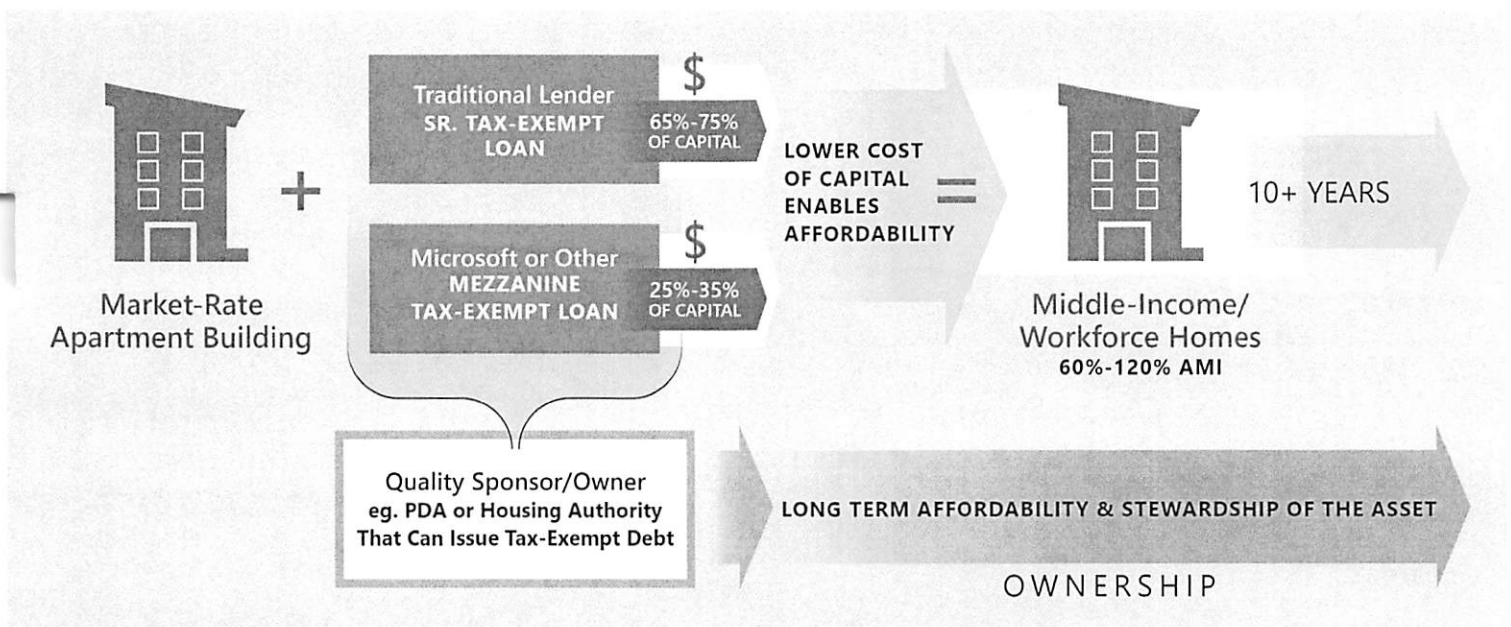 Market-Rate
Apartment Building
+
Traditional Lender
SR. TAX-EXEMPT
LOAN
$
65%-75%
OF CAPITAL
Microsoft or Other
MEZZANINE
TAX-EXEMPT LOAN
$
25%-35%
OF CAPITAL
LOWER COST
OF CAPITAL
ENABLES
AFFORDABILITY
=
Middle-Income/
Workforce Homes
60%-120% AMI
10+ YEARS
Quality Sponsor/Owner
eg. PDA or Housing Authority
That Can Issue Tax-Exempt Debt
LONG TERM AFFORDABILITY & STEWARDSHIP OF THE ASSET
OWNERSHIP